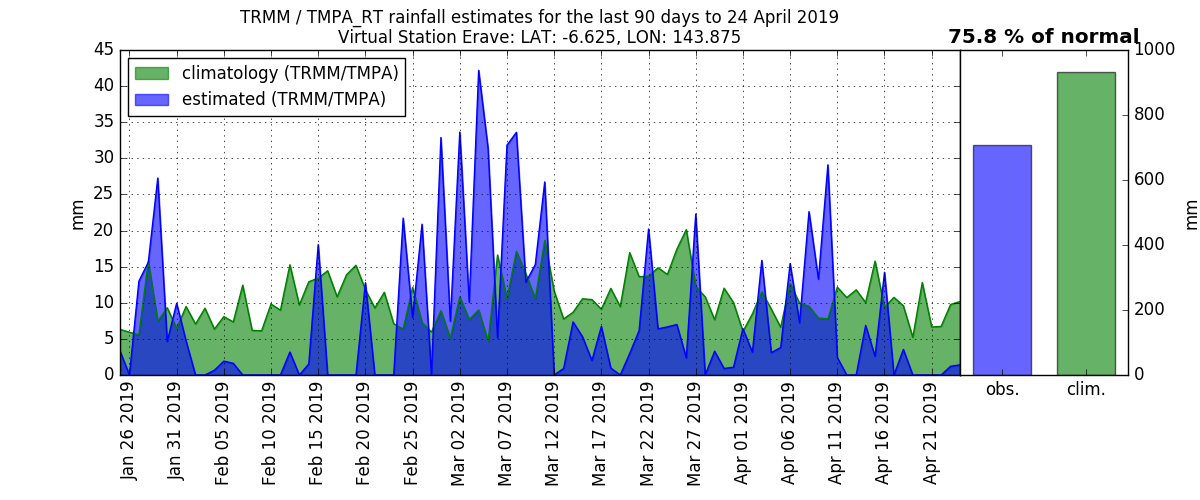 TRMM / TMPA_RT rainfall estimates for the last 90 days to 24 April 2019
Virtual Station Erave: LAT: -6.625, LON: 143.875
75.8 % of normal
climatology (TRMM/TMPA)
estimated (TRMM/TMPA)
mm
45
40
35
30
25
20
15
10
5
0
Jan 26 2019
Jan 31 2019
Feb 05 2019
Feb 10 2019
Feb 15 2019
Feb 20 2019
Feb 25 2019
Mar 02 2019
Mar 07 2019
Mar 12 2019
Mar 17 2019
Mar 22 2019
Mar 27 2019
Apr 01 2019
Apr 06 2019
Apr 11 2019
Apr 16 2019
Apr 21 2019
obs.
clim.
1000
800
600
400
200
0
mm